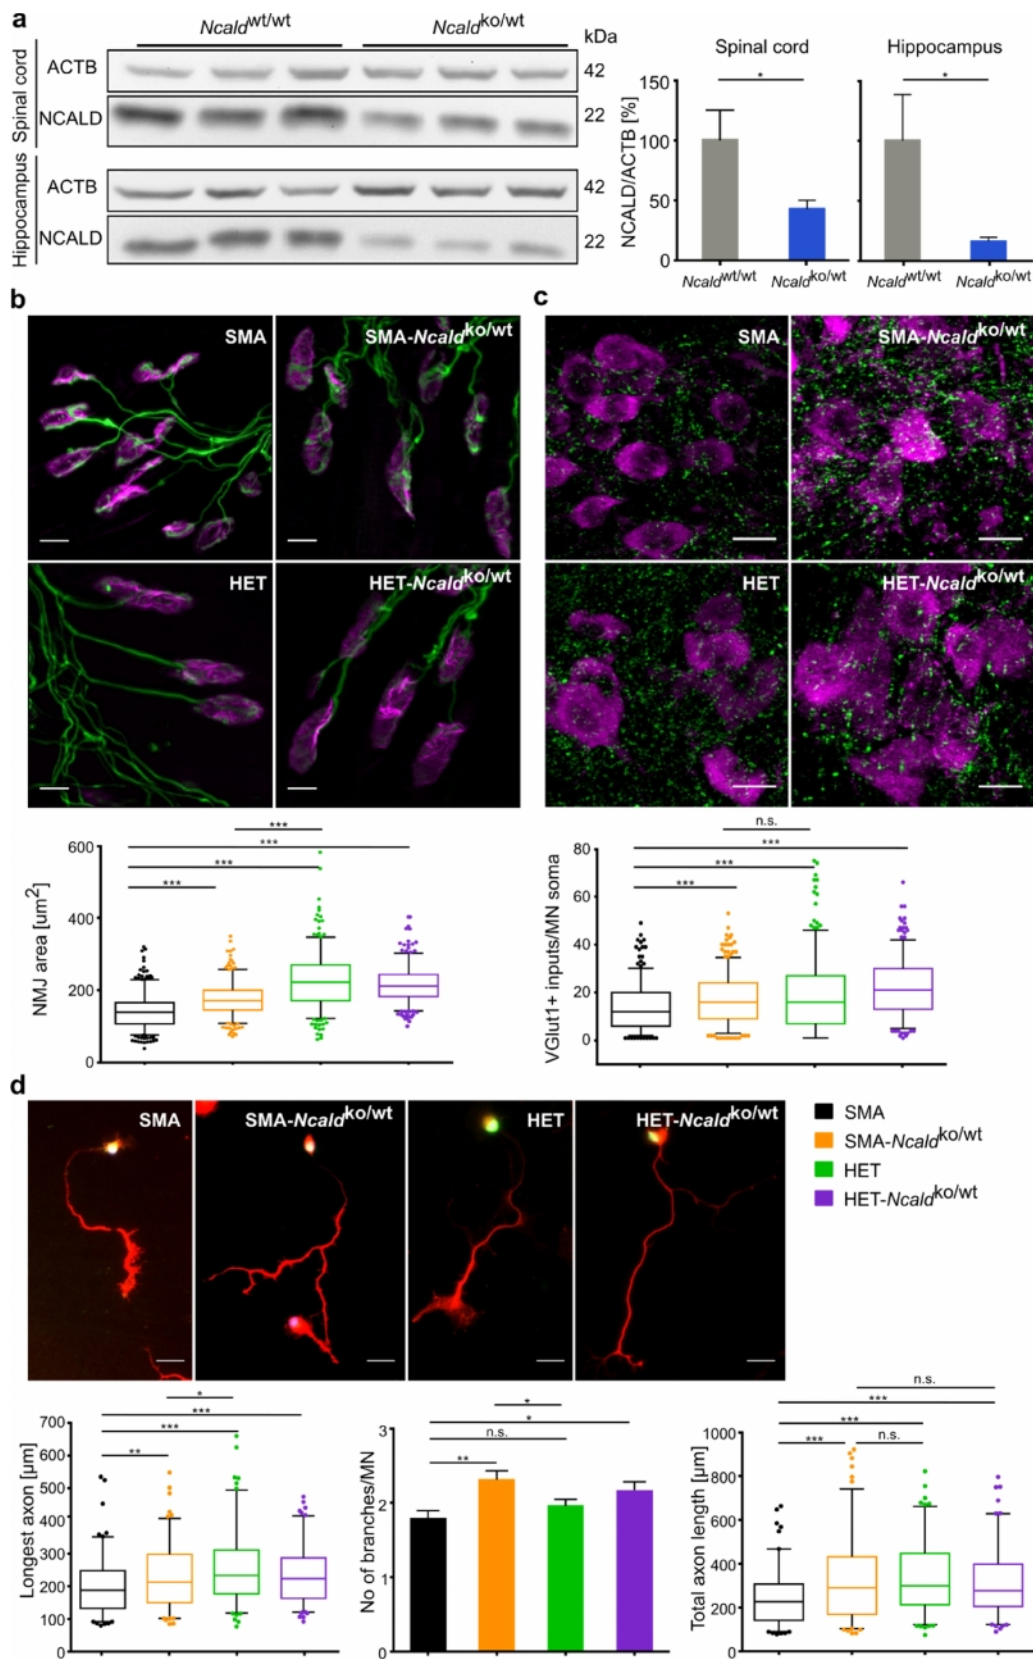 a
Ncald^wt/wt Ncald^ko/wt kDa
Spinal cord
ACTB 42
NCALD 22
Hippocampus
ACTB 42
NCALD 22
Spinal cord Hippocampus
NCALD/ACTB [%]
150
100
50
0
* *
Ncald^wt/wt Ncald^ko/wt Ncald^wt/wt Ncald^ko/wt
b
SMA SMA-Ncald^ko/wt
HET HET-Ncald^ko/wt
c
SMA SMA-Ncald^ko/wt
HET HET-Ncald^ko/wt
NMJ area [um²]
600
400
200
0
***
***
***
***
VGlut1+ inputs/MN soma
80
60
40
20
0
n.s.
***
***
***
d
SMA SMA-Ncald^ko/wt HET HET-Ncald^ko/wt
SMA
SMA-Ncald^ko/wt
HET
HET-Ncald^ko/wt
Longest axon [µm]
700
600
500
400
300
200
100
0
*
***
***
**
No of branches/MN
3
2
1
0
*
*
n.s.
**
Total axon length [µm]
1000
800
600
400
200
0
n.s.
***
***
*** n.s.